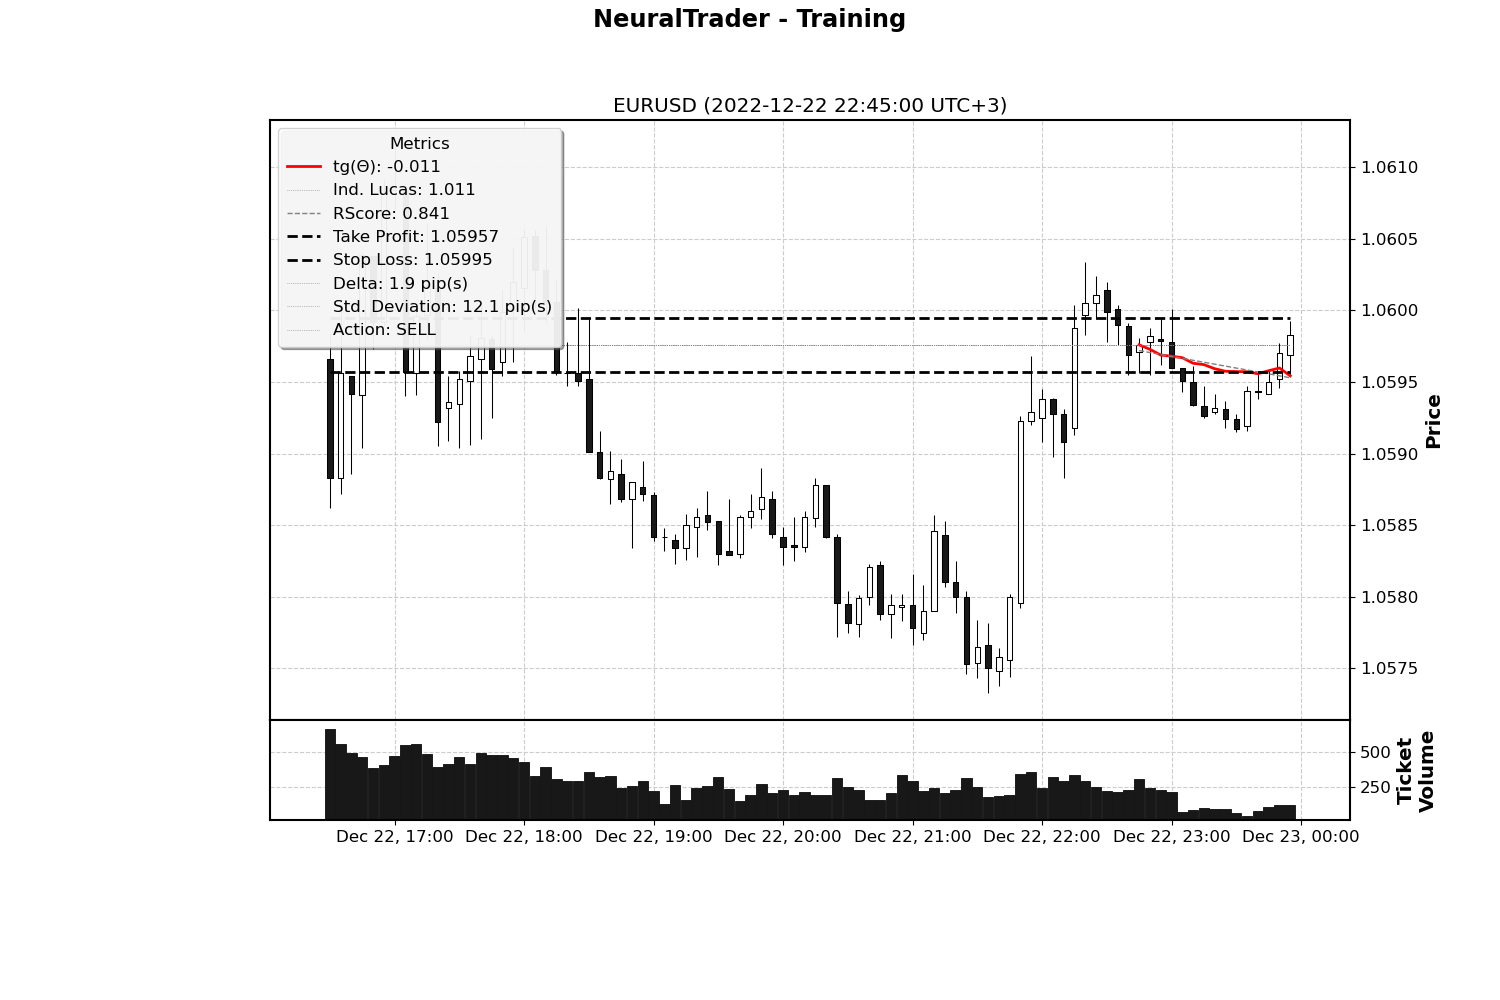 NeuralTrader - Training
EURUSD (2022-12-22 22:45:00 UTC+3)
Metrics
tg(Θ): -0.011
Ind. Lucas: 1.011
RScore: 0.841
Take Profit: 1.05957
Stop Loss: 1.05995
Delta: 1.9 pip(s)
Std. Deviation: 12.1 pip(s)
Action: SELL
1.0610
1.0605
1.0600
1.0595
1.0590
1.0585
1.0580
1.0575
Price
500
250
Ticket
Volume
Dec 22, 17:00 Dec 22, 18:00 Dec 22, 19:00 Dec 22, 20:00 Dec 22, 21:00 Dec 22, 22:00 Dec 22, 23:00 Dec 23, 00:00